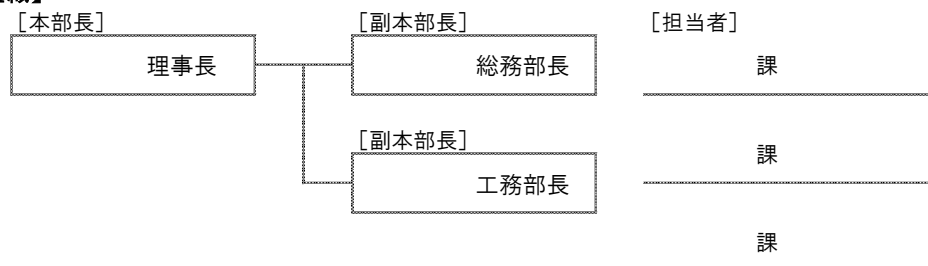 ［本部長］ ［副本部長］ ［担当者］
理事長 総務部長 課
［副本部長］
課
工務部長
課